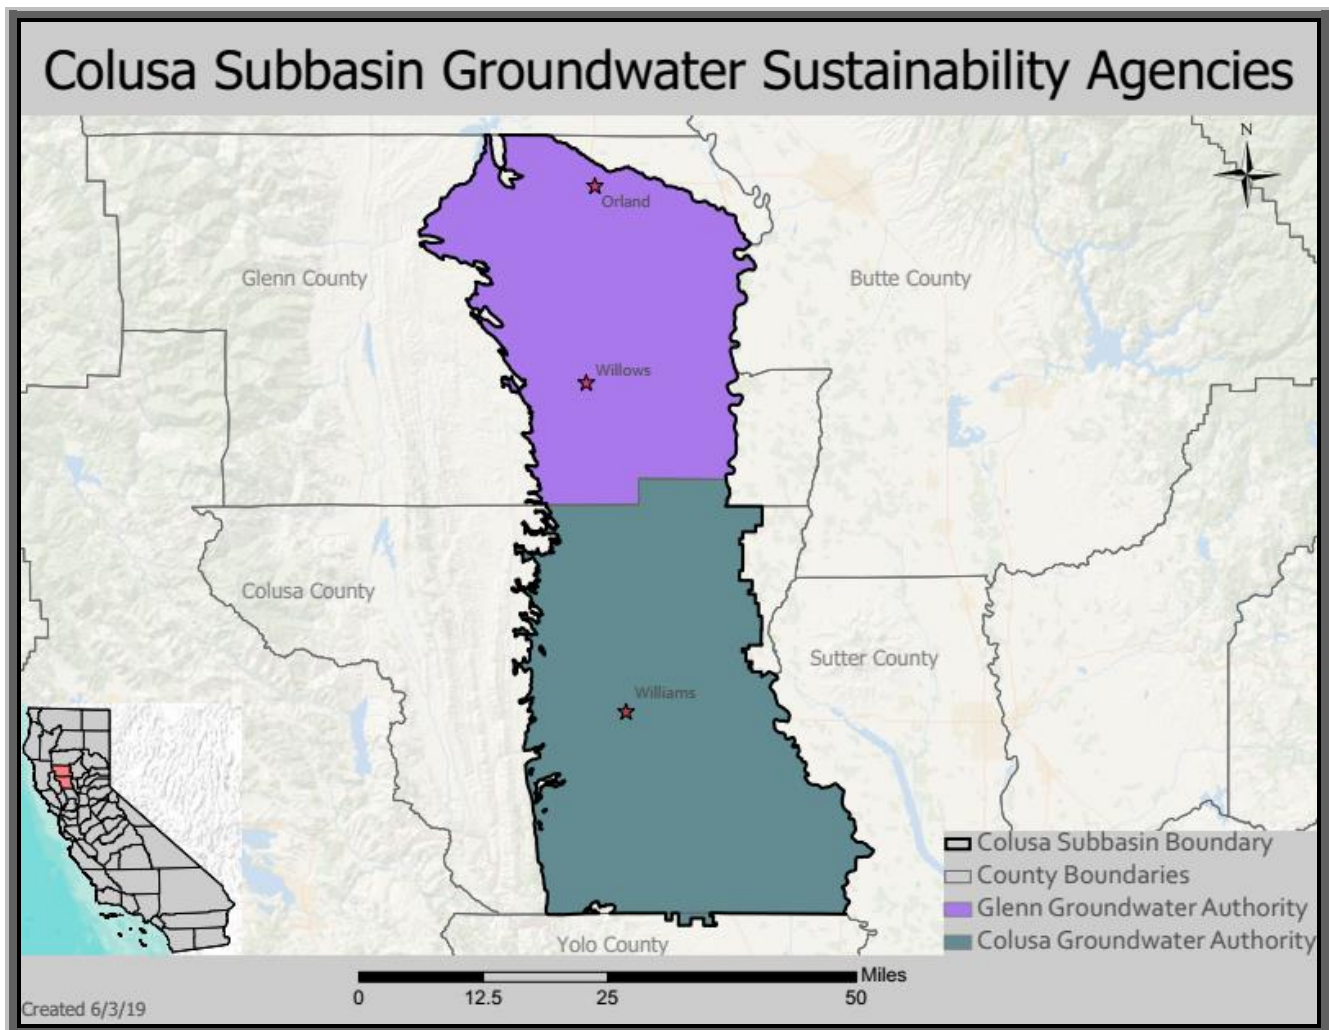 Colusa Subbasin Groundwater Sustainability Agencies
N
Orland
Glenn County
Butte County
Willows
Colusa County
Sutter County
Williams
Colusa Subbasin Boundary
County Boundaries
Glenn Groundwater Authority
Colusa Groundwater Authority
Yolo County
Miles
0 12.5 25 50
Created 6/3/19